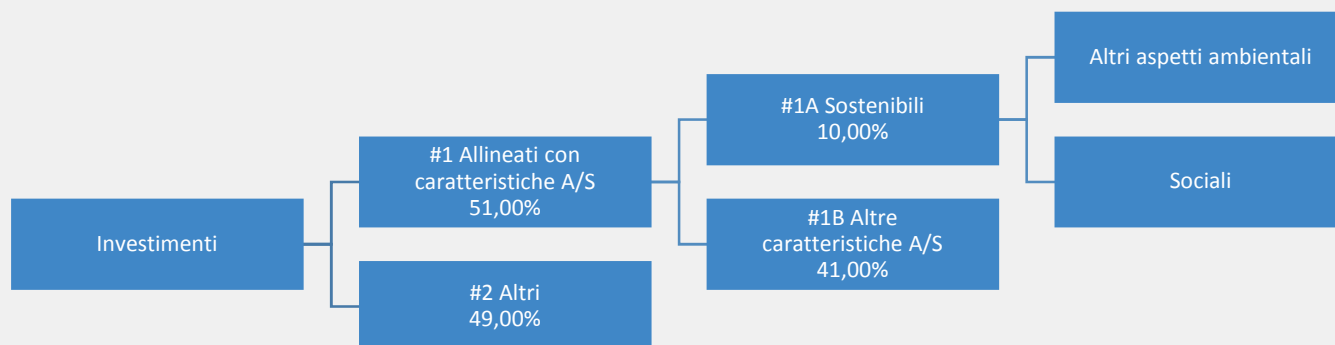 Investimenti
#1 Allineati con
caratteristiche A/S
51,00%
#2 Altri
49,00%
#1A Sostenibili
10,00%
#1B Altre
caratteristiche A/S
41,00%
Altri aspetti ambientali
Sociali